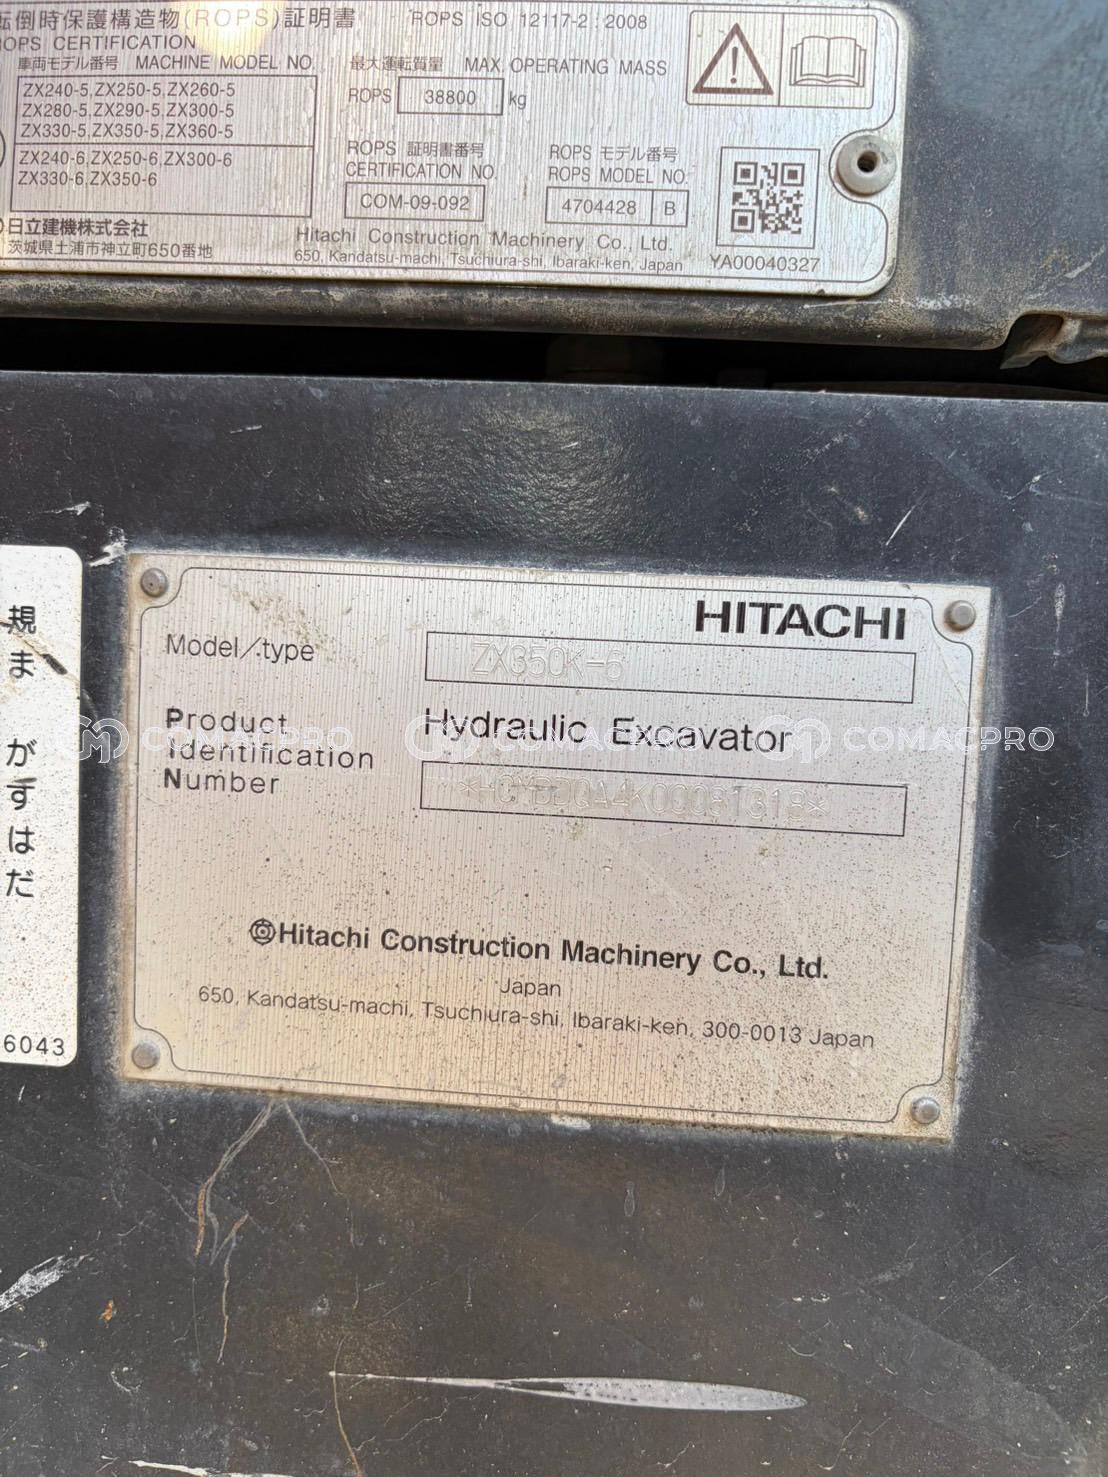 転倒時保護構造物(ROPS)証明書 ROPS ISO 12117-2 : 2008
ROPS CERTIFICATION
車両モデル番号 MACHINE MODEL NO. 最大運転質量 MAX. OPERATING MASS
ZX240-5,ZX250-5,ZX260-5
ZX280-5,ZX290-5,ZX300-5
ZX330-5,ZX350-5,ZX360-5
ZX240-6,ZX250-6,ZX300-6
ZX330-6,ZX350-6
ROPS 38800 kg
ROPS 証明書番号
CERTIFICATION NO.
COM-09-092
ROPS モデル番号
ROPS MODEL NO.
4704428 B
日立建機株式会社
茨城県土浦市神立町650番地
Hitachi Construction Machinery Co., Ltd.
650, Kandatsu-machi, Tsuchiura-shi, Ibaraki-ken, Japan
YA00040327
規
ま
がすはだ
6043
HITACHI
Model/type ZX350K-6
Hydraulic Excavator
Product
Identification
Number
Hitachi Construction Machinery Co., Ltd.
Japan
650, Kandatsu-machi, Tsuchiura-shi, Ibaraki-ken, 300-0013 Japan
COMACPRO COMACPRO COMACPRO